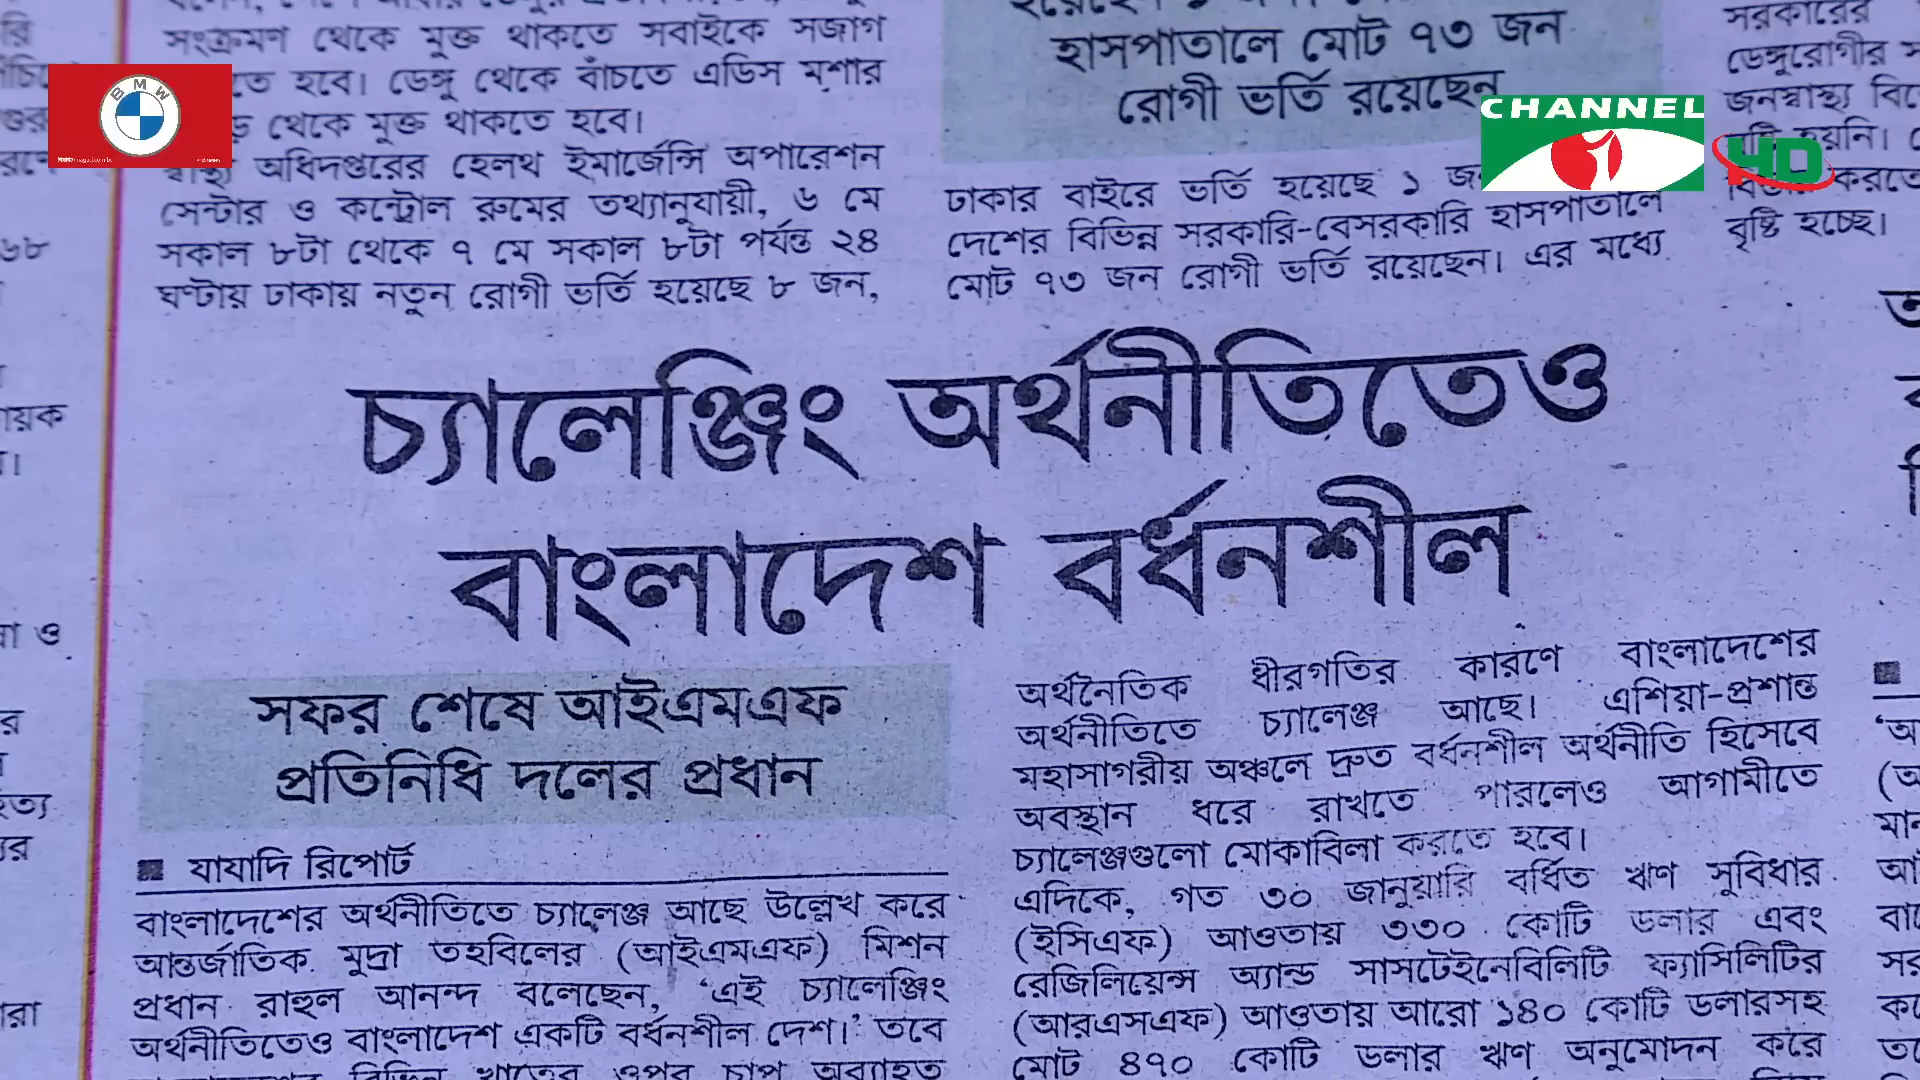 সংক্রমণ থেকে মুক্ত থাকতে সবাইকে সজাগ
হবে। ডেঙ্গু থেকে বাঁচতে এডিস মশার
থেকে মুক্ত থাকতে হবে।
স্বাস্থ্য অধিদপ্তরের হেলথ ইমার্জেন্সি অপারেশন
সেন্টার ও কন্ট্রোল রুমের তথ্যানুযায়ী, ৬ মে
সকাল ৮টা থেকে ৭ মে সকাল ৮টা পর্যন্ত ২৪
ঘণ্টায় ঢাকায় নতুন রোগী ভর্তি হয়েছে ৮ জন,
হাসপাতালে মোট ৭৩ জন
রোগী ভর্তি রয়েছেন
ঢাকার বাইরে ভর্তি হয়েছে ১
দেশের বিভিন্ন সরকারি-বেসরকারি হাসপাতালে
মোট ৭৩ জন রোগী ভর্তি রয়েছেন। এর মধ্যে
সরকারের
ডেঙ্গুরোগীর
জনস্বাস্থ্য
হয়নি।
করতে
বৃষ্টি হচ্ছে।
BMW
CHANNEL
HD
চ্যালেঞ্জিং অর্থনীতিতেও
বাংলাদেশ বর্ধনশীল
সফর শেষে আইএমএফ
প্রতিনিধি দলের প্রধান
■ যাযাদি রিপোর্ট
বাংলাদেশের অর্থনীতিতে চ্যালেঞ্জ আছে উল্লেখ করে
আন্তর্জাতিক মুদ্রা তহবিলের (আইএমএফ) মিশন
প্রধান রাহুল আনন্দ বলেছেন, ‘এই চ্যালেঞ্জিং
অর্থনীতিতেও বাংলাদেশ একটি বর্ধনশীল দেশ।’ তবে
বিভিন্ন খাতের ওপর চাপ অব্যাহত
অর্থনৈতিক ধীরগতির কারণে বাংলাদেশের
অর্থনীতিতে চ্যালেঞ্জ আছে। এশিয়া-প্রশান্ত
মহাসাগরীয় অঞ্চলে দ্রুত বর্ধনশীল অর্থনীতি হিসেবে
অবস্থান ধরে রাখতে পারলেও আগামীতে
চ্যালেঞ্জগুলো মোকাবিলা করতে হবে।
এদিকে, গত ৩০ জানুয়ারি বর্ধিত ঋণ সুবিধার
(ইসিএফ) আওতায় ৩৩০ কোটি ডলার এবং
রেজিলিয়েন্স অ্যান্ড সাসটেইনেবিলিটি ফ্যাসিলিটির
(আরএসএফ) আওতায় আরো ১৪০ কোটি ডলারসহ
মোট ৪৭০ কোটি ডলার ঋণ অনুমোদন করে